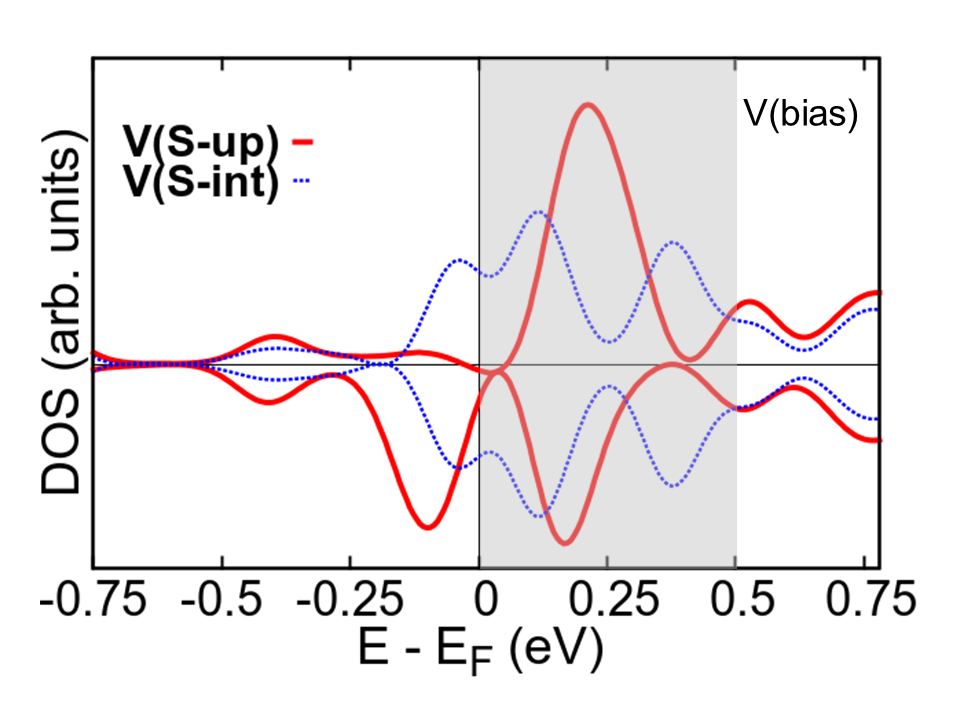 V(bias)
V(S-up)
V(S-int)
DOS (arb. units)
-0.75 -0.5 -0.25 0 0.25 0.5 0.75
E - EF (eV)